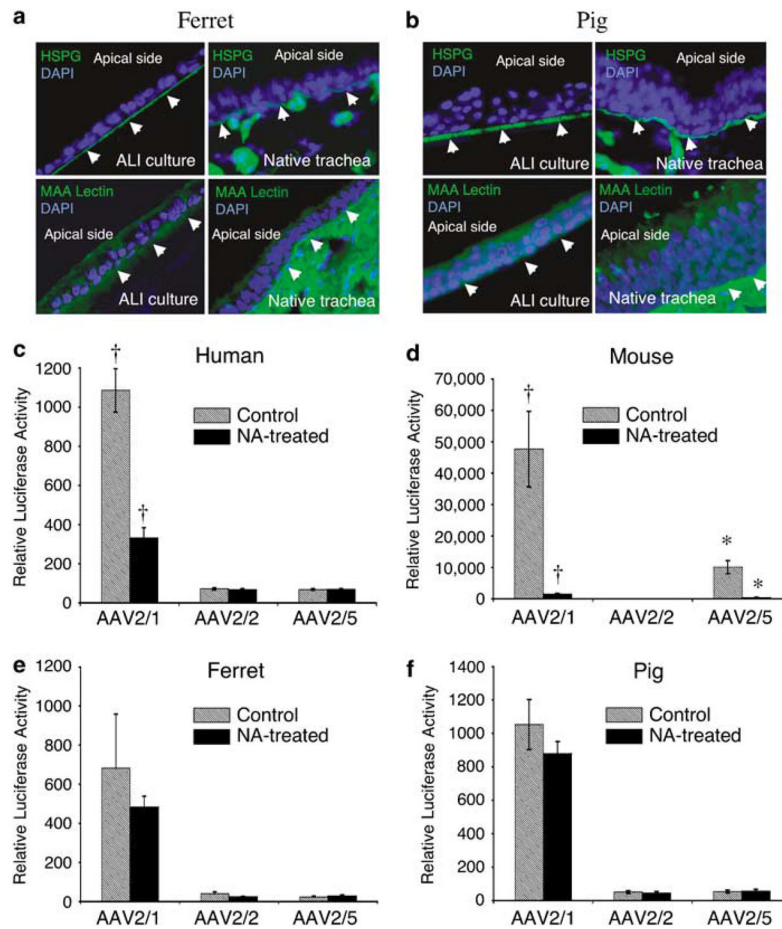 a Ferret
HSPG
DAPI
Apical side
ALI culture
Apical side
Native trachea
MAA Lectin
DAPI
Apical side
ALI culture
MAA Lectin
DAPI
Apical side
Native trachea
b Pig
HSPG
DAPI
Apical side
ALI culture
HSPG
DAPI
Apical side
Native trachea
MAA Lectin
DAPI
Apical side
ALI culture
MAA Lectin
DAPI
Apical side
Native trachea
c Human
Relative Luciferase Activity
1200
1000
800
600
400
200
0
†
†
Control
NA-treated
AAV2/1 AAV2/2 AAV2/5
d Mouse
Relative Luciferase Activity
70,000
60,000
50,000
40,000
30,000
20,000
10,000
0
†
†
*
*
Control
NA-treated
AAV2/1 AAV2/2 AAV2/5
e Ferret
Relative Luciferase Activity
1200
1000
800
600
400
200
0
Control
NA-treated
AAV2/1 AAV2/2 AAV2/5
f Pig
Relative Luciferase Activity
1400
1200
1000
800
600
400
200
0
Control
NA-treated
AAV2/1 AAV2/2 AAV2/5